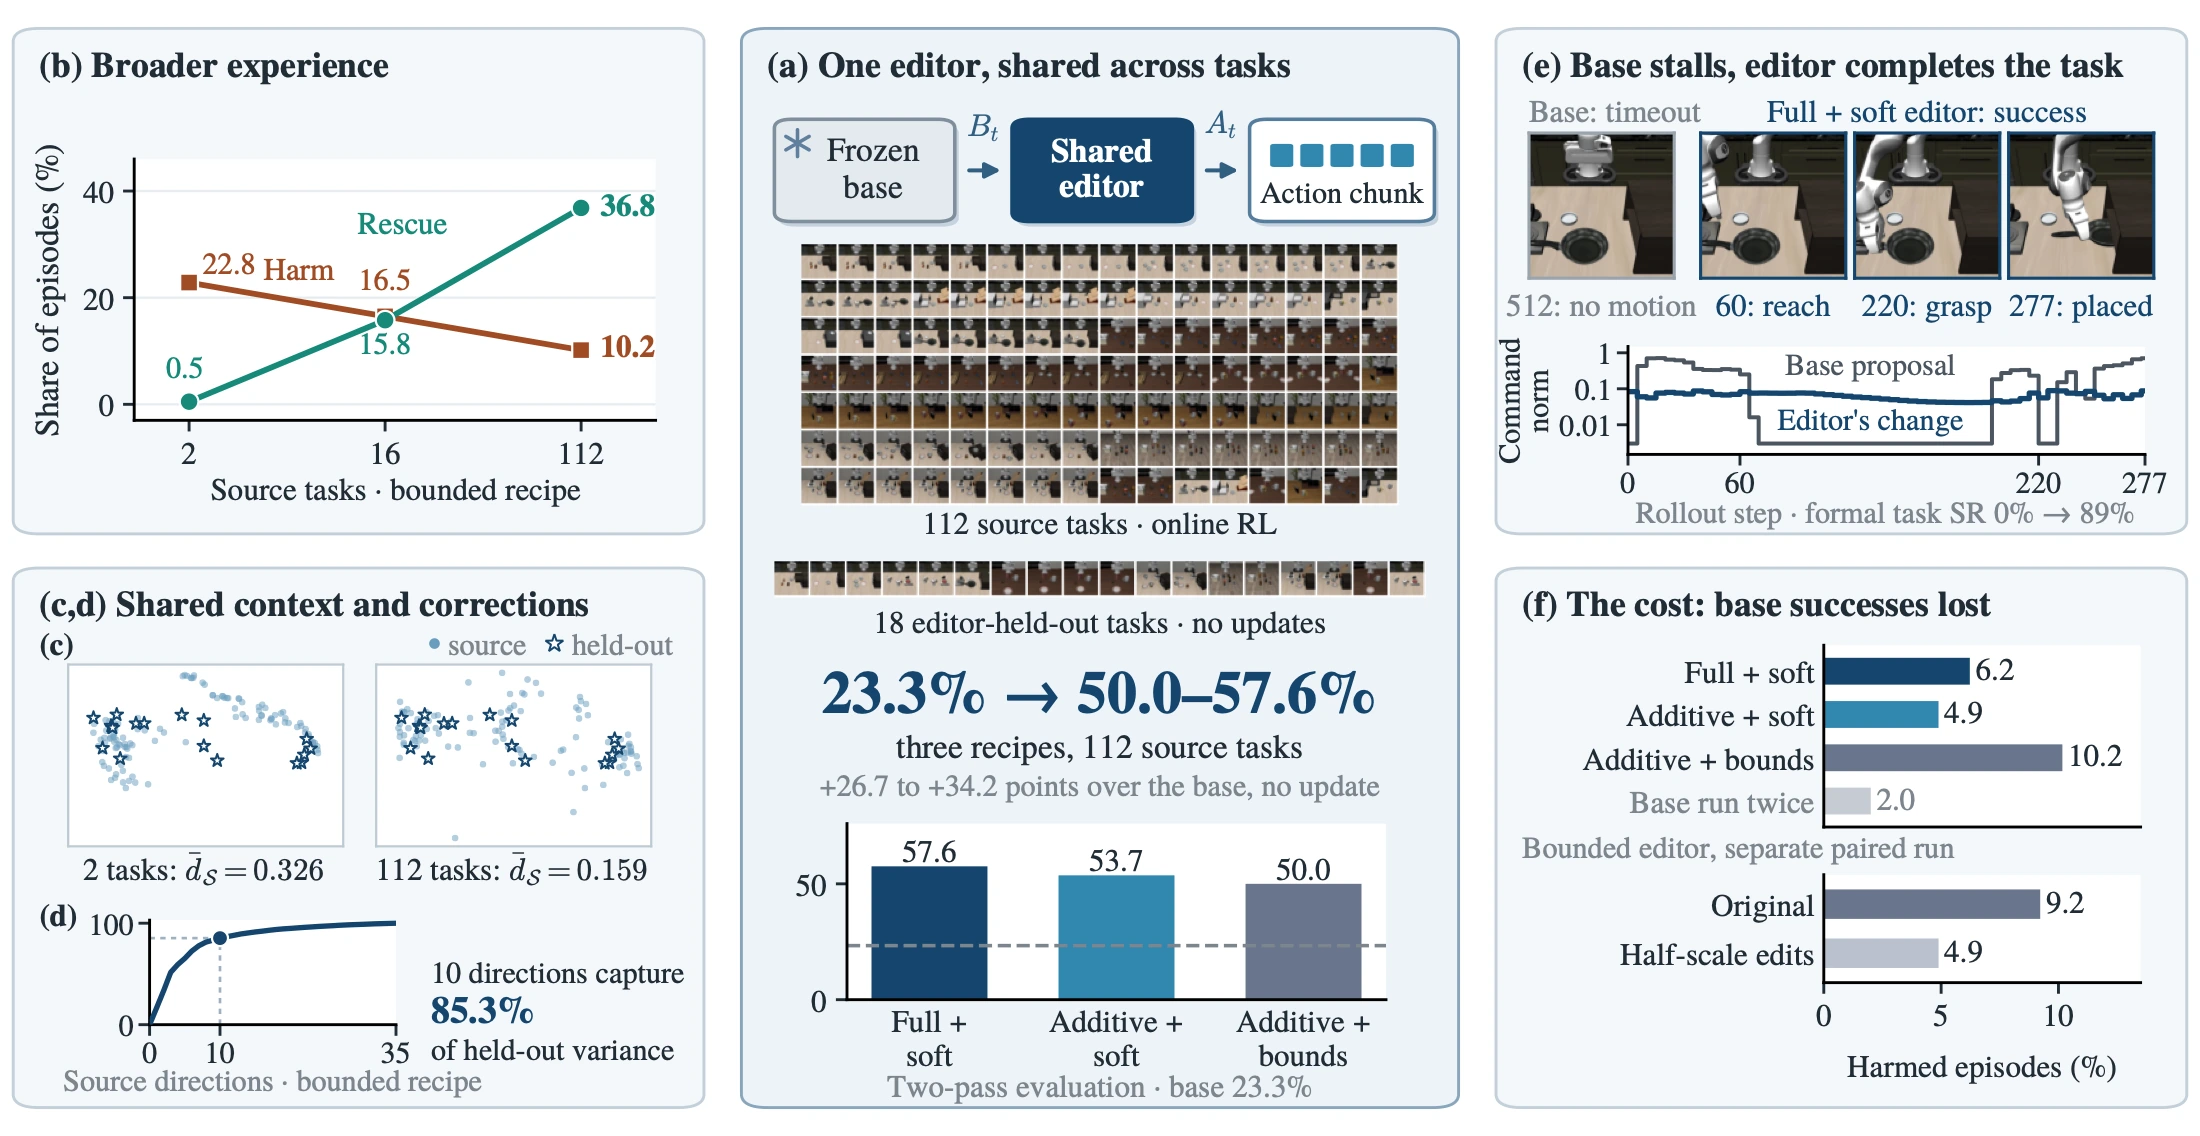 (b) Broader experience
Share of episodes (%)
40
20
0
22.8 Harm
Rescue
16.5
36.8
0.5
15.8
10.2
2 16 112
Source tasks · bounded recipe
(c,d) Shared context and corrections
(c)
source held-out
2 tasks: d̄_S = 0.326
112 tasks: d̄_S = 0.159
(d)
100
0
0 10 35
10 directions capture
85.3%
of held-out variance
Source directions · bounded recipe
(a) One editor, shared across tasks
Frozen
base
B_t
Shared
editor
A_t
Action chunk
112 source tasks · online RL
18 editor-held-out tasks · no updates
23.3% → 50.0–57.6%
three recipes, 112 source tasks
+26.7 to +34.2 points over the base, no update
50
0
57.6
53.7
50.0
Full +
soft
Additive +
soft
Additive +
bounds
Two-pass evaluation · base 23.3%
(e) Base stalls, editor completes the task
Base: timeout
Full + soft editor: success
512: no motion
60: reach
220: grasp
277: placed
Command
norm
1
0.1
0.01
Base proposal
Editor's change
0 60 220 277
Rollout step · formal task SR 0% → 89%
(f) The cost: base successes lost
Full + soft 6.2
Additive + soft 4.9
Additive + bounds 10.2
Base run twice 2.0
Bounded editor, separate paired run
Original 9.2
Half-scale edits 4.9
0 5 10
Harmed episodes (%)